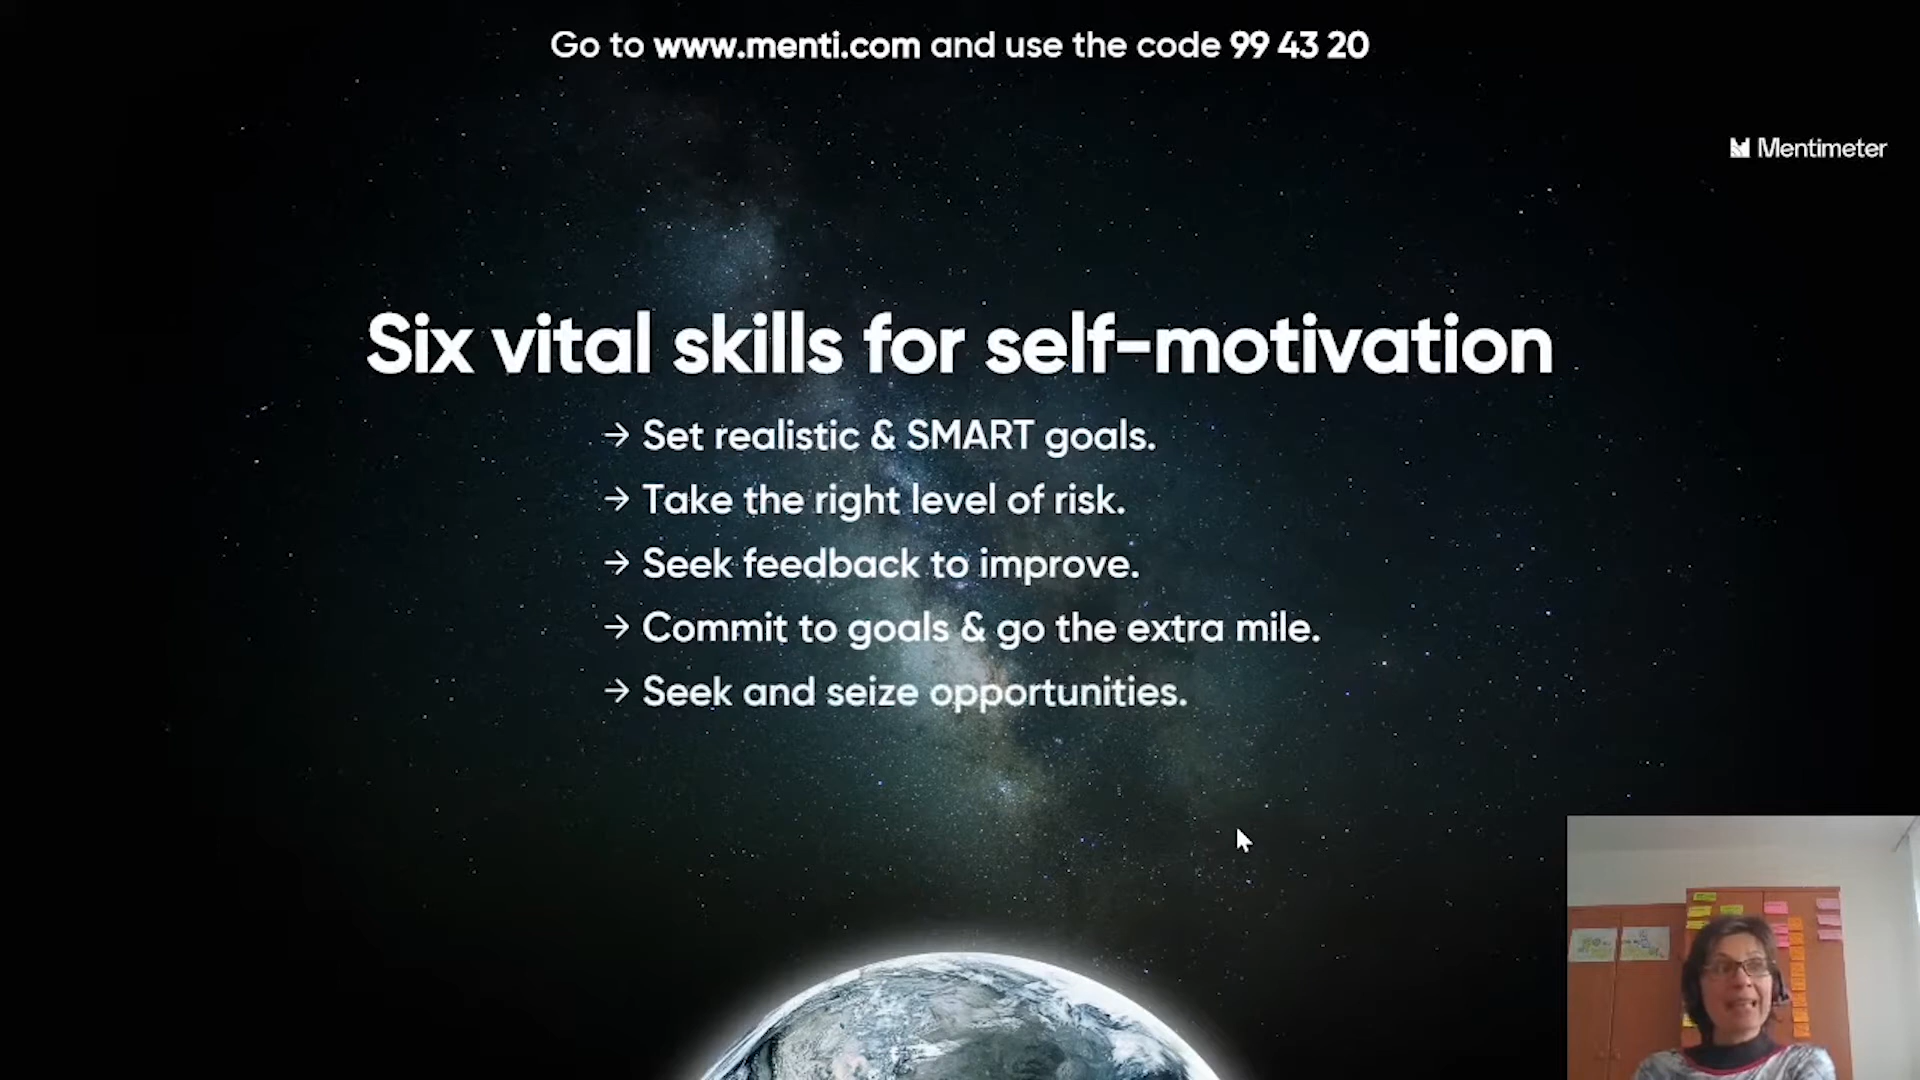 Go to www.menti.com and use the code 99 43 20
Mentimeter
Six vital skills for self-motivation
→ Set realistic & SMART goals.
→ Take the right level of risk.
→ Seek feedback to improve.
→ Commit to goals & go the extra mile.
→ Seek and seize opportunities.